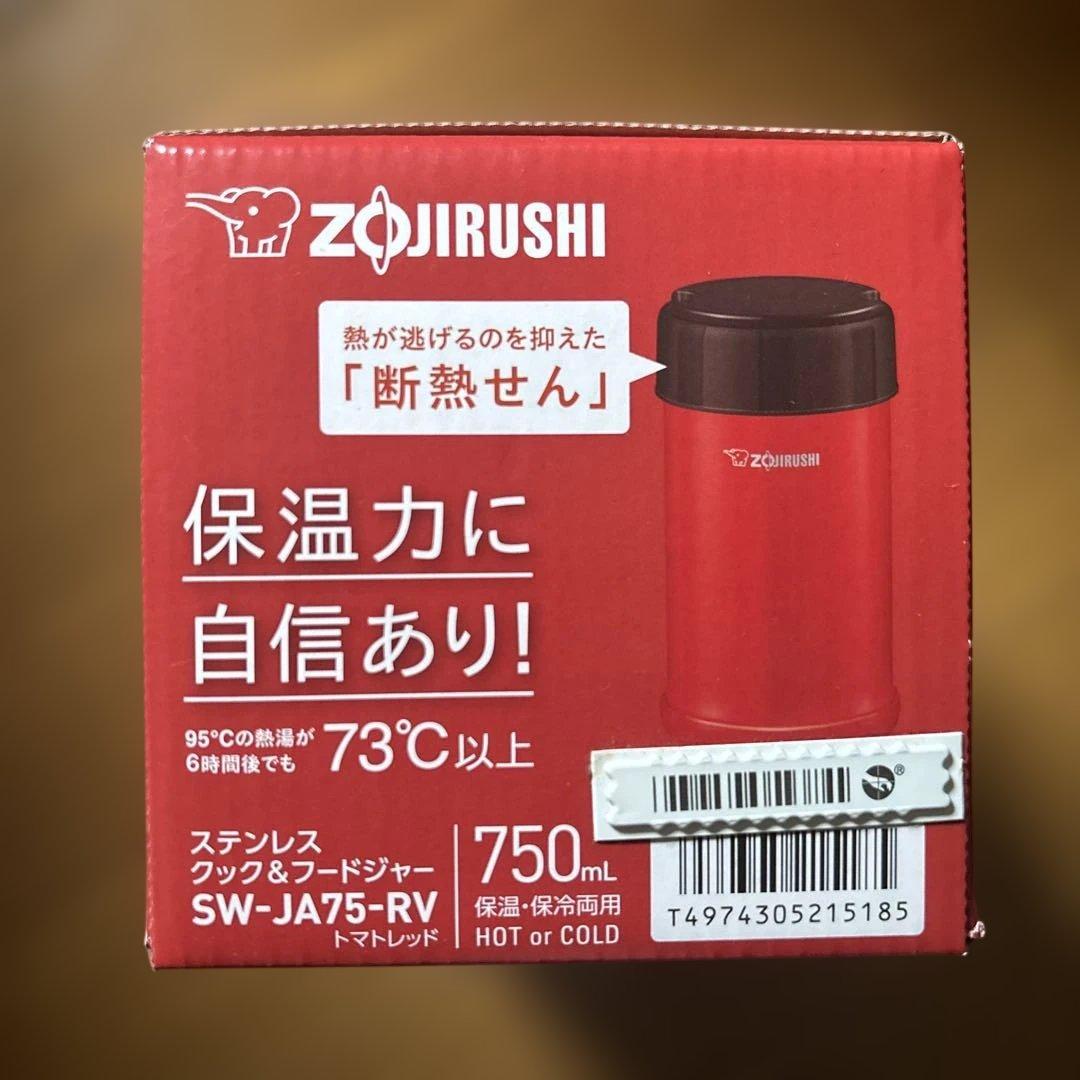 ZOJIRUSHI
熱が逃げるのを抑えた
「断熱せん」
ZOJIRUSHI
保温力に
自信あり!
95℃の熱湯が
6時間後でも
73℃以上
ステンレス
クック&フードジャー
SW-JA75-RV
トマトレッド
750mL
保温・保冷両用
HOT or COLD
®
T4974305215185